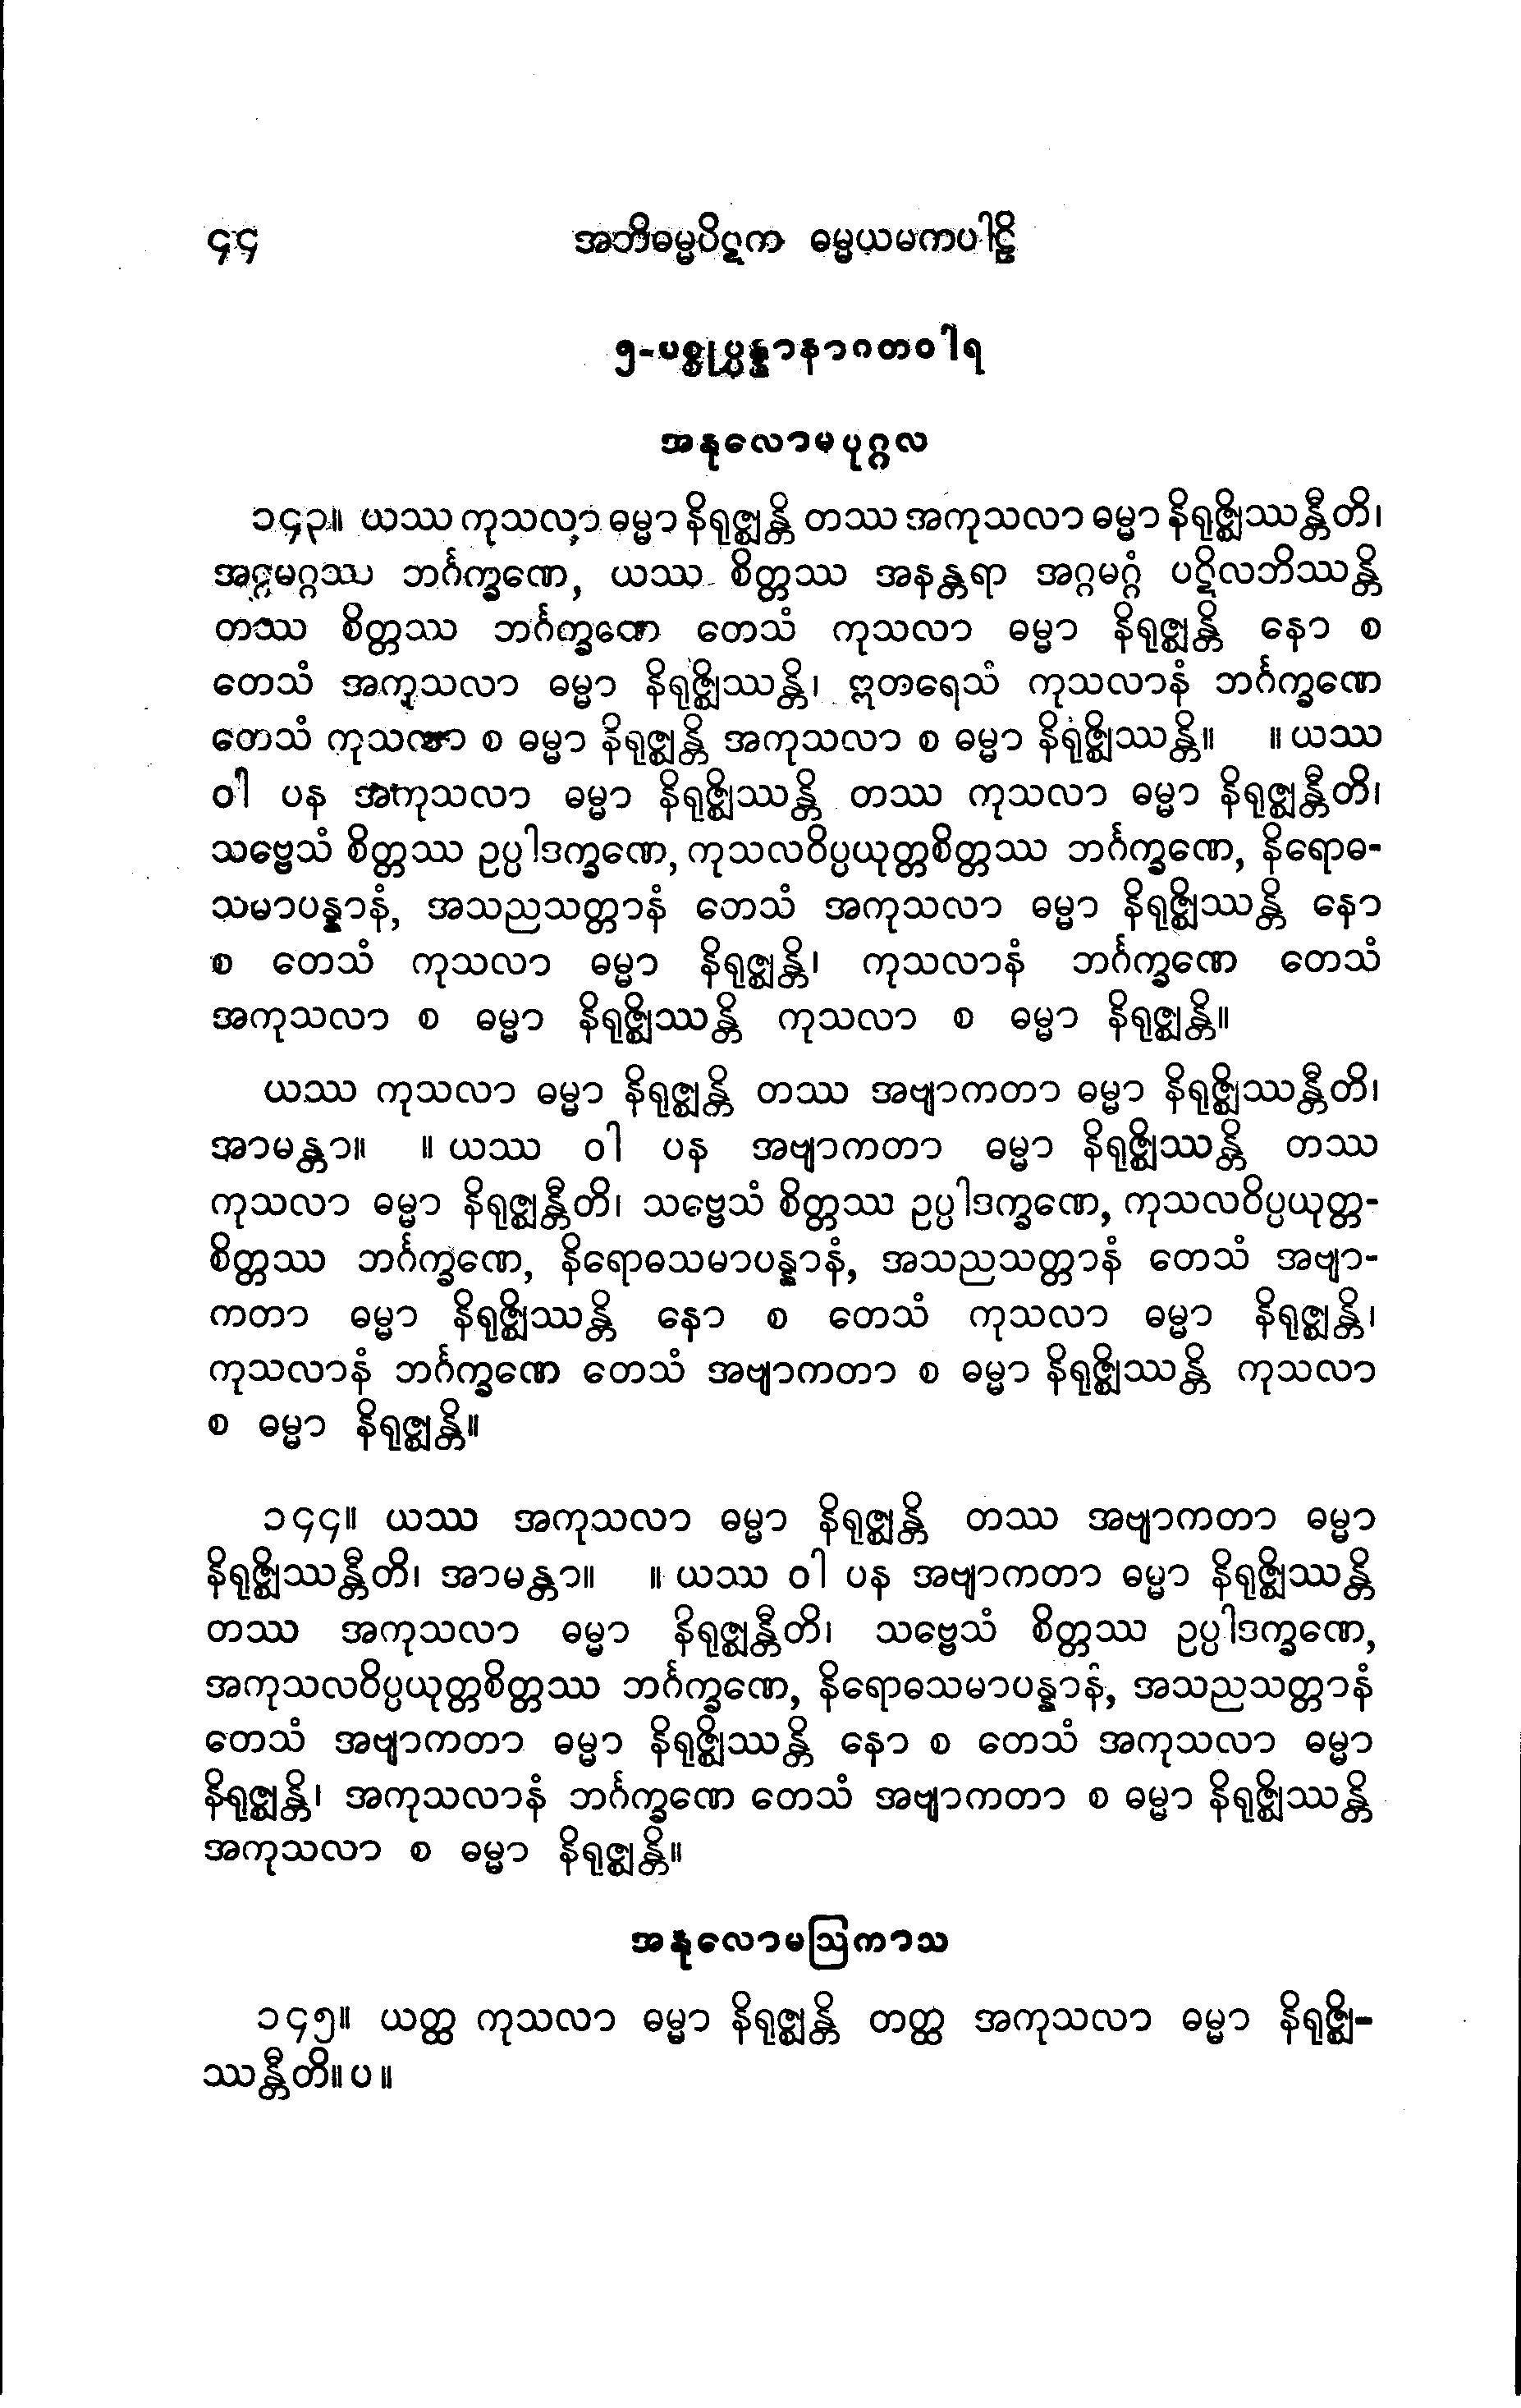 ၄၄ အဘိဓမ္မပိဋက ဓမ္မယမကပါဠိ
၅-ပစ္စုပ္ပန္နာနာဂတဝါရ
အနုလောမပုဂ္ဂလ
၁၄၃။ ယဿ ကုသလာ ဓမ္မာ နိရုဇ္ဈန္တိ တဿ အကုသလာ ဓမ္မာ နိရုဇ္ဈိဿန္တီတိ၊
အဂ္ဂမဂ္ဂဿ ဘင်္ဂက္ခဏေ, ယဿ စိတ္တဿ အနန္တရာ အဂ္ဂမဂ္ဂံ ပဋိလဘိဿန္တိ
တဿ စိတ္တဿ ဘင်္ဂက္ခဏေ တေသံ ကုသလာ ဓမ္မာ နိရုဇ္ဈန္တိ နော စ
တေသံ အကုသလာ ဓမ္မာ နိရုဇ္ဈိဿန္တိ၊ ဣတရေသံ ကုသလာနံ ဘင်္ဂက္ခဏေ
တေသံ ကုသလာ စ ဓမ္မာ နိရုဇ္ဈန္တိ အကုသလာ စ ဓမ္မာ နိရုဇ္ဈိဿန္တိ။ ။ ယဿ
ဝါ ပန အကုသလာ ဓမ္မာ နိရုဇ္ဈိဿန္တိ တဿ ကုသလာ ဓမ္မာ နိရုဇ္ဈန္တီတိ၊
သဗ္ဗေသံ စိတ္တဿ ဥပ္ပါဒက္ခဏေ, ကုသလဝိပ္ပယုတ္တစိတ္တဿ ဘင်္ဂက္ခဏေ, နိရောဓ-
သမာပန္နာနံ, အသညသတ္တာနံ တေသံ အကုသလာ ဓမ္မာ နိရုဇ္ဈိဿန္တိ နော
စ တေသံ ကုသလာ ဓမ္မာ နိရုဇ္ဈန္တိ၊ ကုသလာနံ ဘင်္ဂက္ခဏေ တေသံ
အကုသလာ စ ဓမ္မာ နိရုဇ္ဈိဿန္တိ ကုသလာ စ ဓမ္မာ နိရုဇ္ဈန္တိ။
ယဿ ကုသလာ ဓမ္မာ နိရုဇ္ဈန္တိ တဿ အဗျာကတာ ဓမ္မာ နိရုဇ္ဈိဿန္တီတိ၊
အာမန္တာ။ ။ ယဿ ဝါ ပန အဗျာကတာ ဓမ္မာ နိရုဇ္ဈိဿန္တိ တဿ
ကုသလာ ဓမ္မာ နိရုဇ္ဈန္တီတိ၊ သဗ္ဗေသံ စိတ္တဿ ဥပ္ပါဒက္ခဏေ, ကုသလဝိပ္ပယုတ္တ-
စိတ္တဿ ဘင်္ဂက္ခဏေ, နိရောဓသမာပန္နာနံ, အသညသတ္တာနံ တေသံ အဗျာ-
ကတာ ဓမ္မာ နိရုဇ္ဈိဿန္တိ နော စ တေသံ ကုသလာ ဓမ္မာ နိရုဇ္ဈန္တိ၊
ကုသလာနံ ဘင်္ဂက္ခဏေ တေသံ အဗျာကတာ စ ဓမ္မာ နိရုဇ္ဈိဿန္တိ ကုသလာ
စ ဓမ္မာ နိရုဇ္ဈန္တိ။
၁၄၄။ ယဿ အကုသလာ ဓမ္မာ နိရုဇ္ဈန္တိ တဿ အဗျာကတာ ဓမ္မာ
နိရုဇ္ဈိဿန္တီတိ၊ အာမန္တာ။ ။ ယဿ ဝါ ပန အဗျာကတာ ဓမ္မာ နိရုဇ္ဈိဿန္တိ
တဿ အကုသလာ ဓမ္မာ နိရုဇ္ဈန္တီတိ၊ သဗ္ဗေသံ စိတ္တဿ ဥပ္ပါဒက္ခဏေ,
အကုသလဝိပ္ပယုတ္တစိတ္တဿ ဘင်္ဂက္ခဏေ, နိရောဓသမာပန္နာနံ, အသညသတ္တာနံ
တေသံ အဗျာကတာ ဓမ္မာ နိရုဇ္ဈိဿန္တိ နော စ တေသံ အကုသလာ ဓမ္မာ
နိရုဇ္ဈန္တိ၊ အကုသလာနံ ဘင်္ဂက္ခဏေ တေသံ အဗျာကတာ စ ဓမ္မာ နိရုဇ္ဈိဿန္တိ
အကုသလာ စ ဓမ္မာ နိရုဇ္ဈန္တိ။
အနုလောမဩကာသ
၁၄၅။ ယတ္ထ ကုသလာ ဓမ္မာ နိရုဇ္ဈန္တိ တတ္ထ အကုသလာ ဓမ္မာ နိရုဇ္ဈိ-
ဿန္တီတိ။ ပ ။